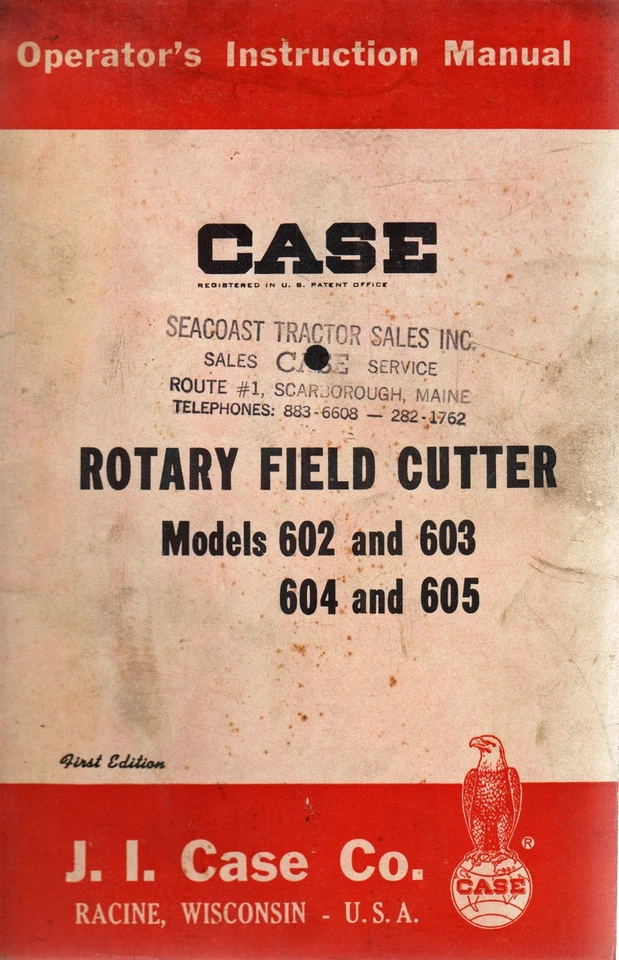 Operator's Instruction Manual
CASE
REGISTERED IN U. S. PATENT OFFICE
SEACOAST TRACTOR SALES INC.
SALES CASE SERVICE
ROUTE #1, SCARBOROUGH, MAINE
TELEPHONES: 883-6608 — 282-1762
ROTARY FIELD CUTTER
Models 602 and 603
604 and 605
First Edition
®
CASE
J. I. Case Co.
RACINE, WISCONSIN - U.S.A.